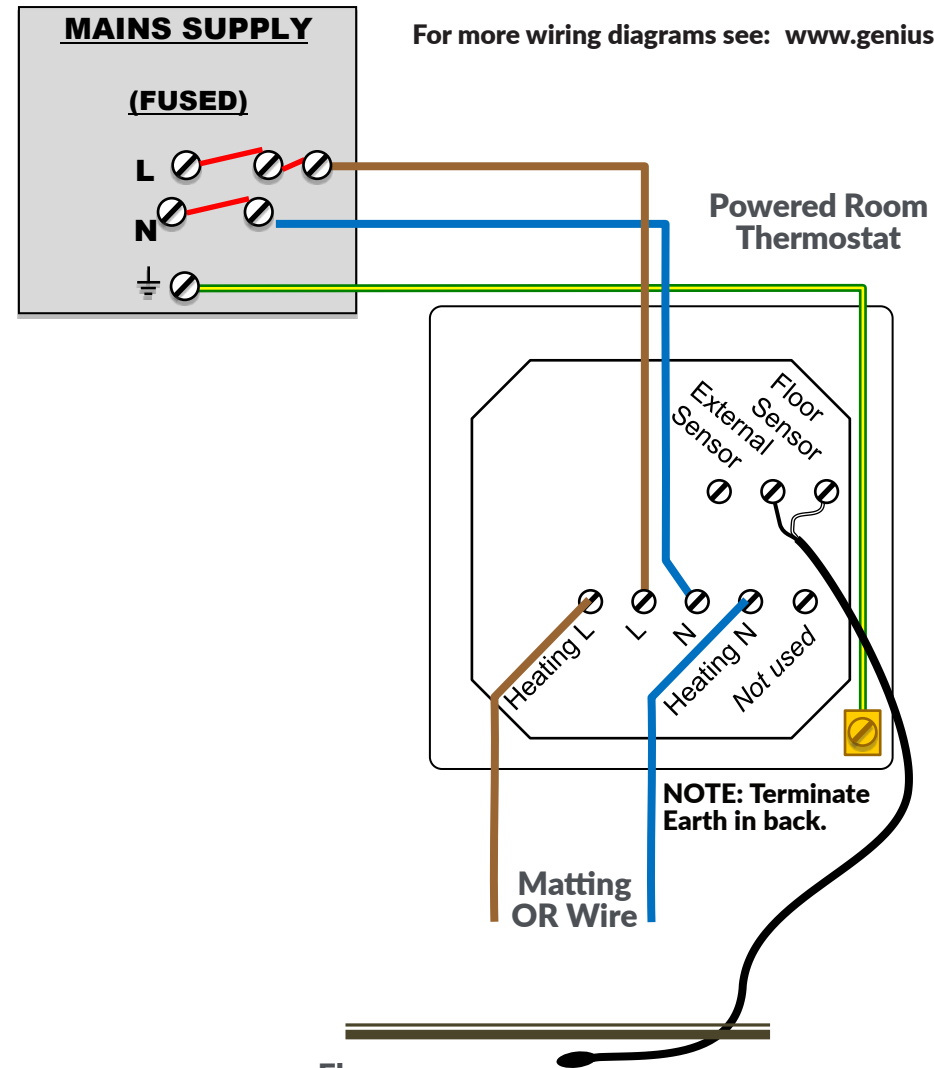 MAINS SUPPLY
For more wiring diagrams see: www.genius
(FUSED)
L
N
Powered Room
Thermostat
Floor
Sensor
External
Sensor
Heating L
L
N
Heating N
Not used
NOTE: Terminate
Earth in back.
Matting
OR Wire